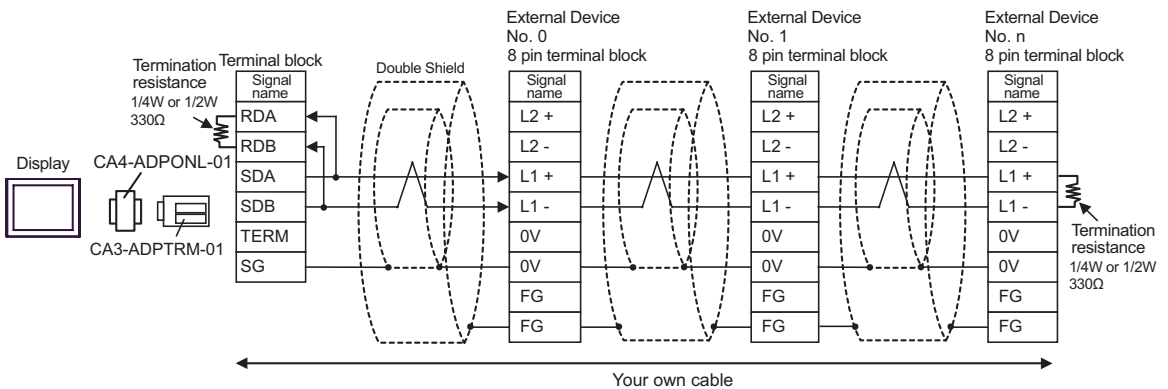 External Device
No. 0
8 pin terminal block
External Device
No. 1
8 pin terminal block
External Device
No. n
8 pin terminal block
Termination
resistance
1/4W or 1/2W
330Ω
Terminal block
Double Shield
Signal
name
RDA
RDB
SDA
SDB
TERM
SG
Display
CA4-ADPONL-01
CA3-ADPTRM-01
Signal
name
L2 +
L2 -
L1 +
L1 -
0V
0V
FG
FG
Signal
name
L2 +
L2 -
L1 +
L1 -
0V
0V
FG
FG
Signal
name
L2 +
L2 -
L1 +
L1 -
0V
0V
FG
FG
Termination
resistance
1/4W or 1/2W
330Ω
Your own cable